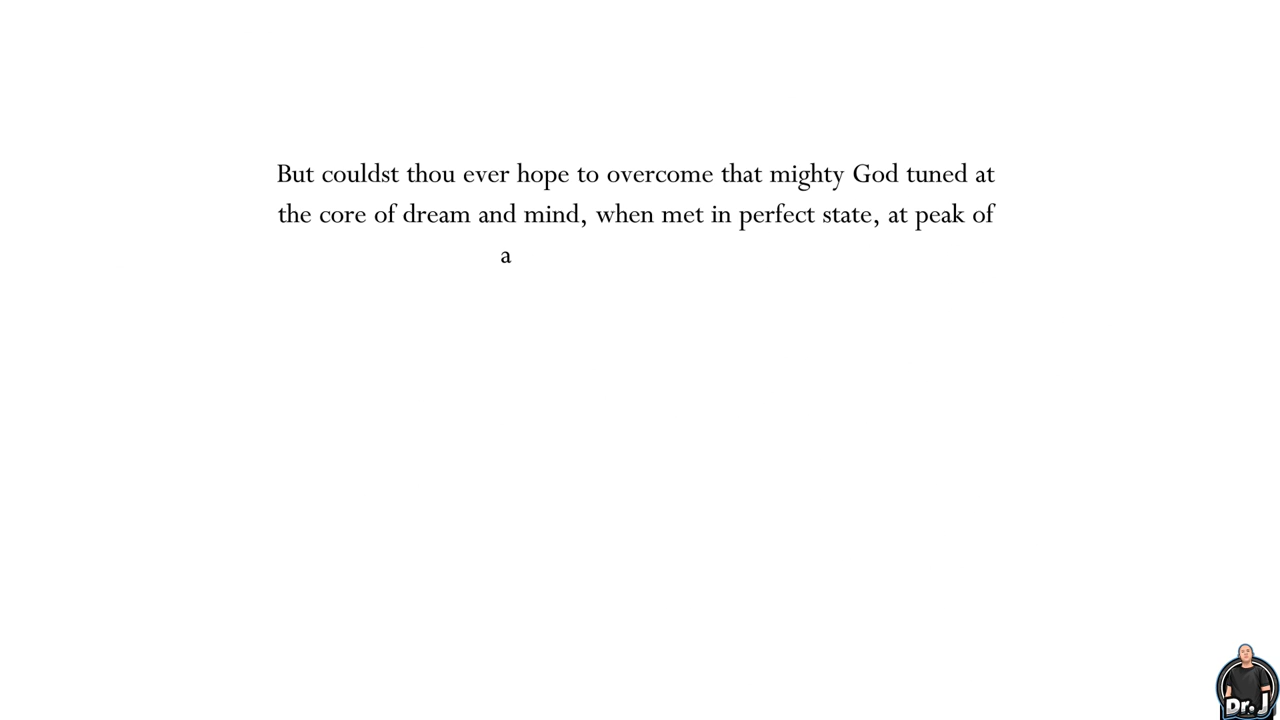 But couldst thou ever hope to overcome that mighty God tuned at
the core of dream and mind, when met in perfect state, at peak of
a
Dr. J